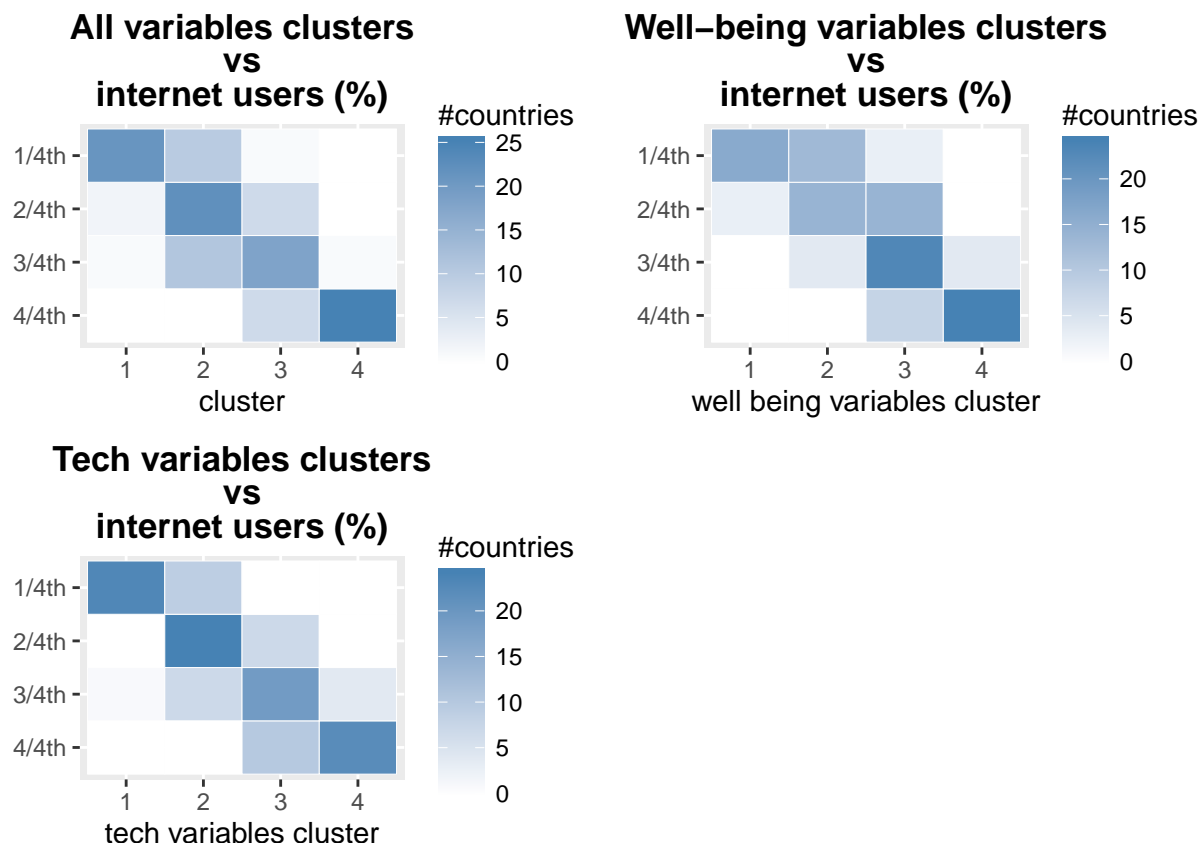 All variables clusters
vs
internet users (%)
#countries
25
20
15
10
5
0
1/4th
2/4th
3/4th
4/4th
1 2 3 4
cluster
Well−being variables clusters
vs
internet users (%)
#countries
20
15
10
5
0
1/4th
2/4th
3/4th
4/4th
1 2 3 4
well being variables cluster
Tech variables clusters
vs
internet users (%)
#countries
20
15
10
5
0
1/4th
2/4th
3/4th
4/4th
1 2 3 4
tech variables cluster